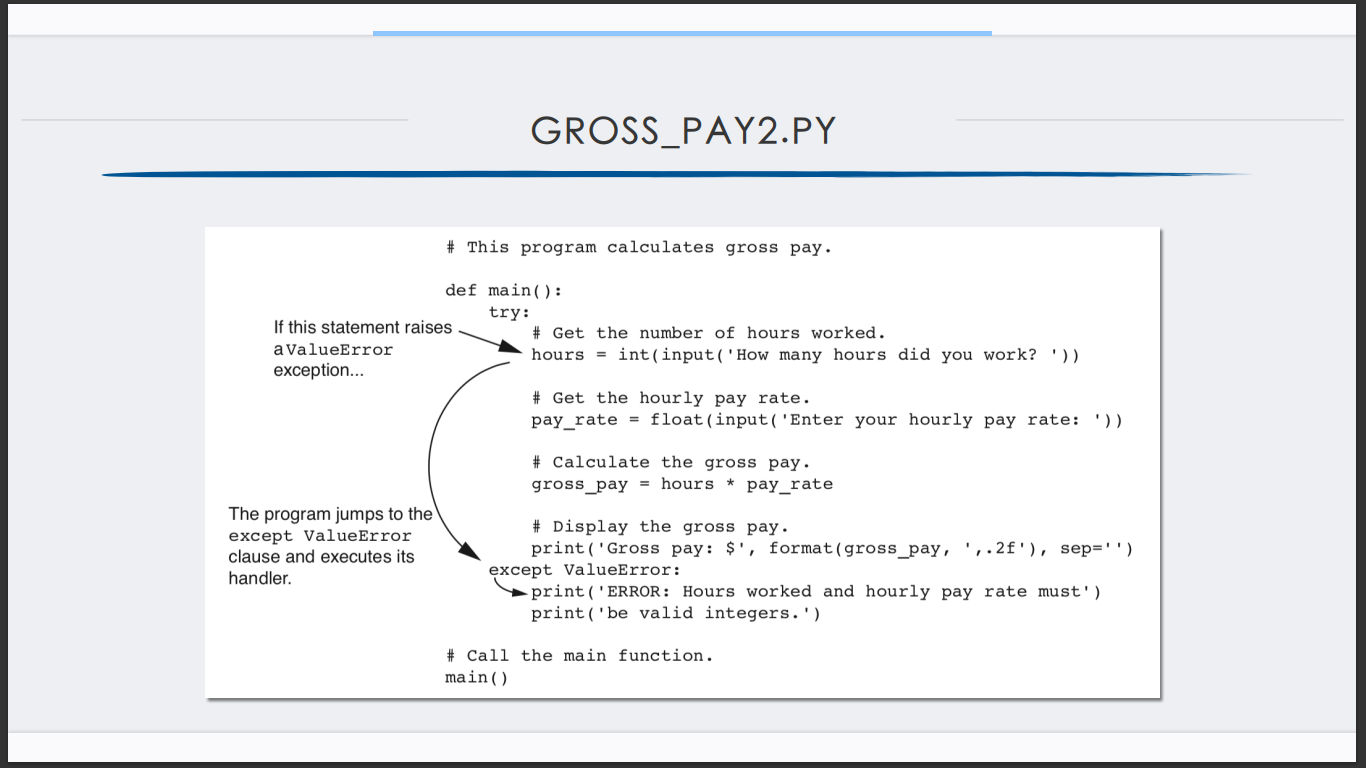 GROSS_PAY2.PY
# This program calculates gross pay.
def main():
try:
# Get the number of hours worked.
hours = int(input('How many hours did you work? '))
# Get the hourly pay rate.
pay_rate = float(input('Enter your hourly pay rate: '))
# Calculate the gross pay.
gross_pay = hours * pay_rate
# Display the gross pay.
print('Gross pay: $', format(gross_pay, ',.2f'), sep='')
except ValueError:
print('ERROR: Hours worked and hourly pay rate must')
print('be valid integers.')
# Call the main function.
main()
If this statement raises
a ValueError
exception...
The program jumps to the
except ValueError
clause and executes its
handler.